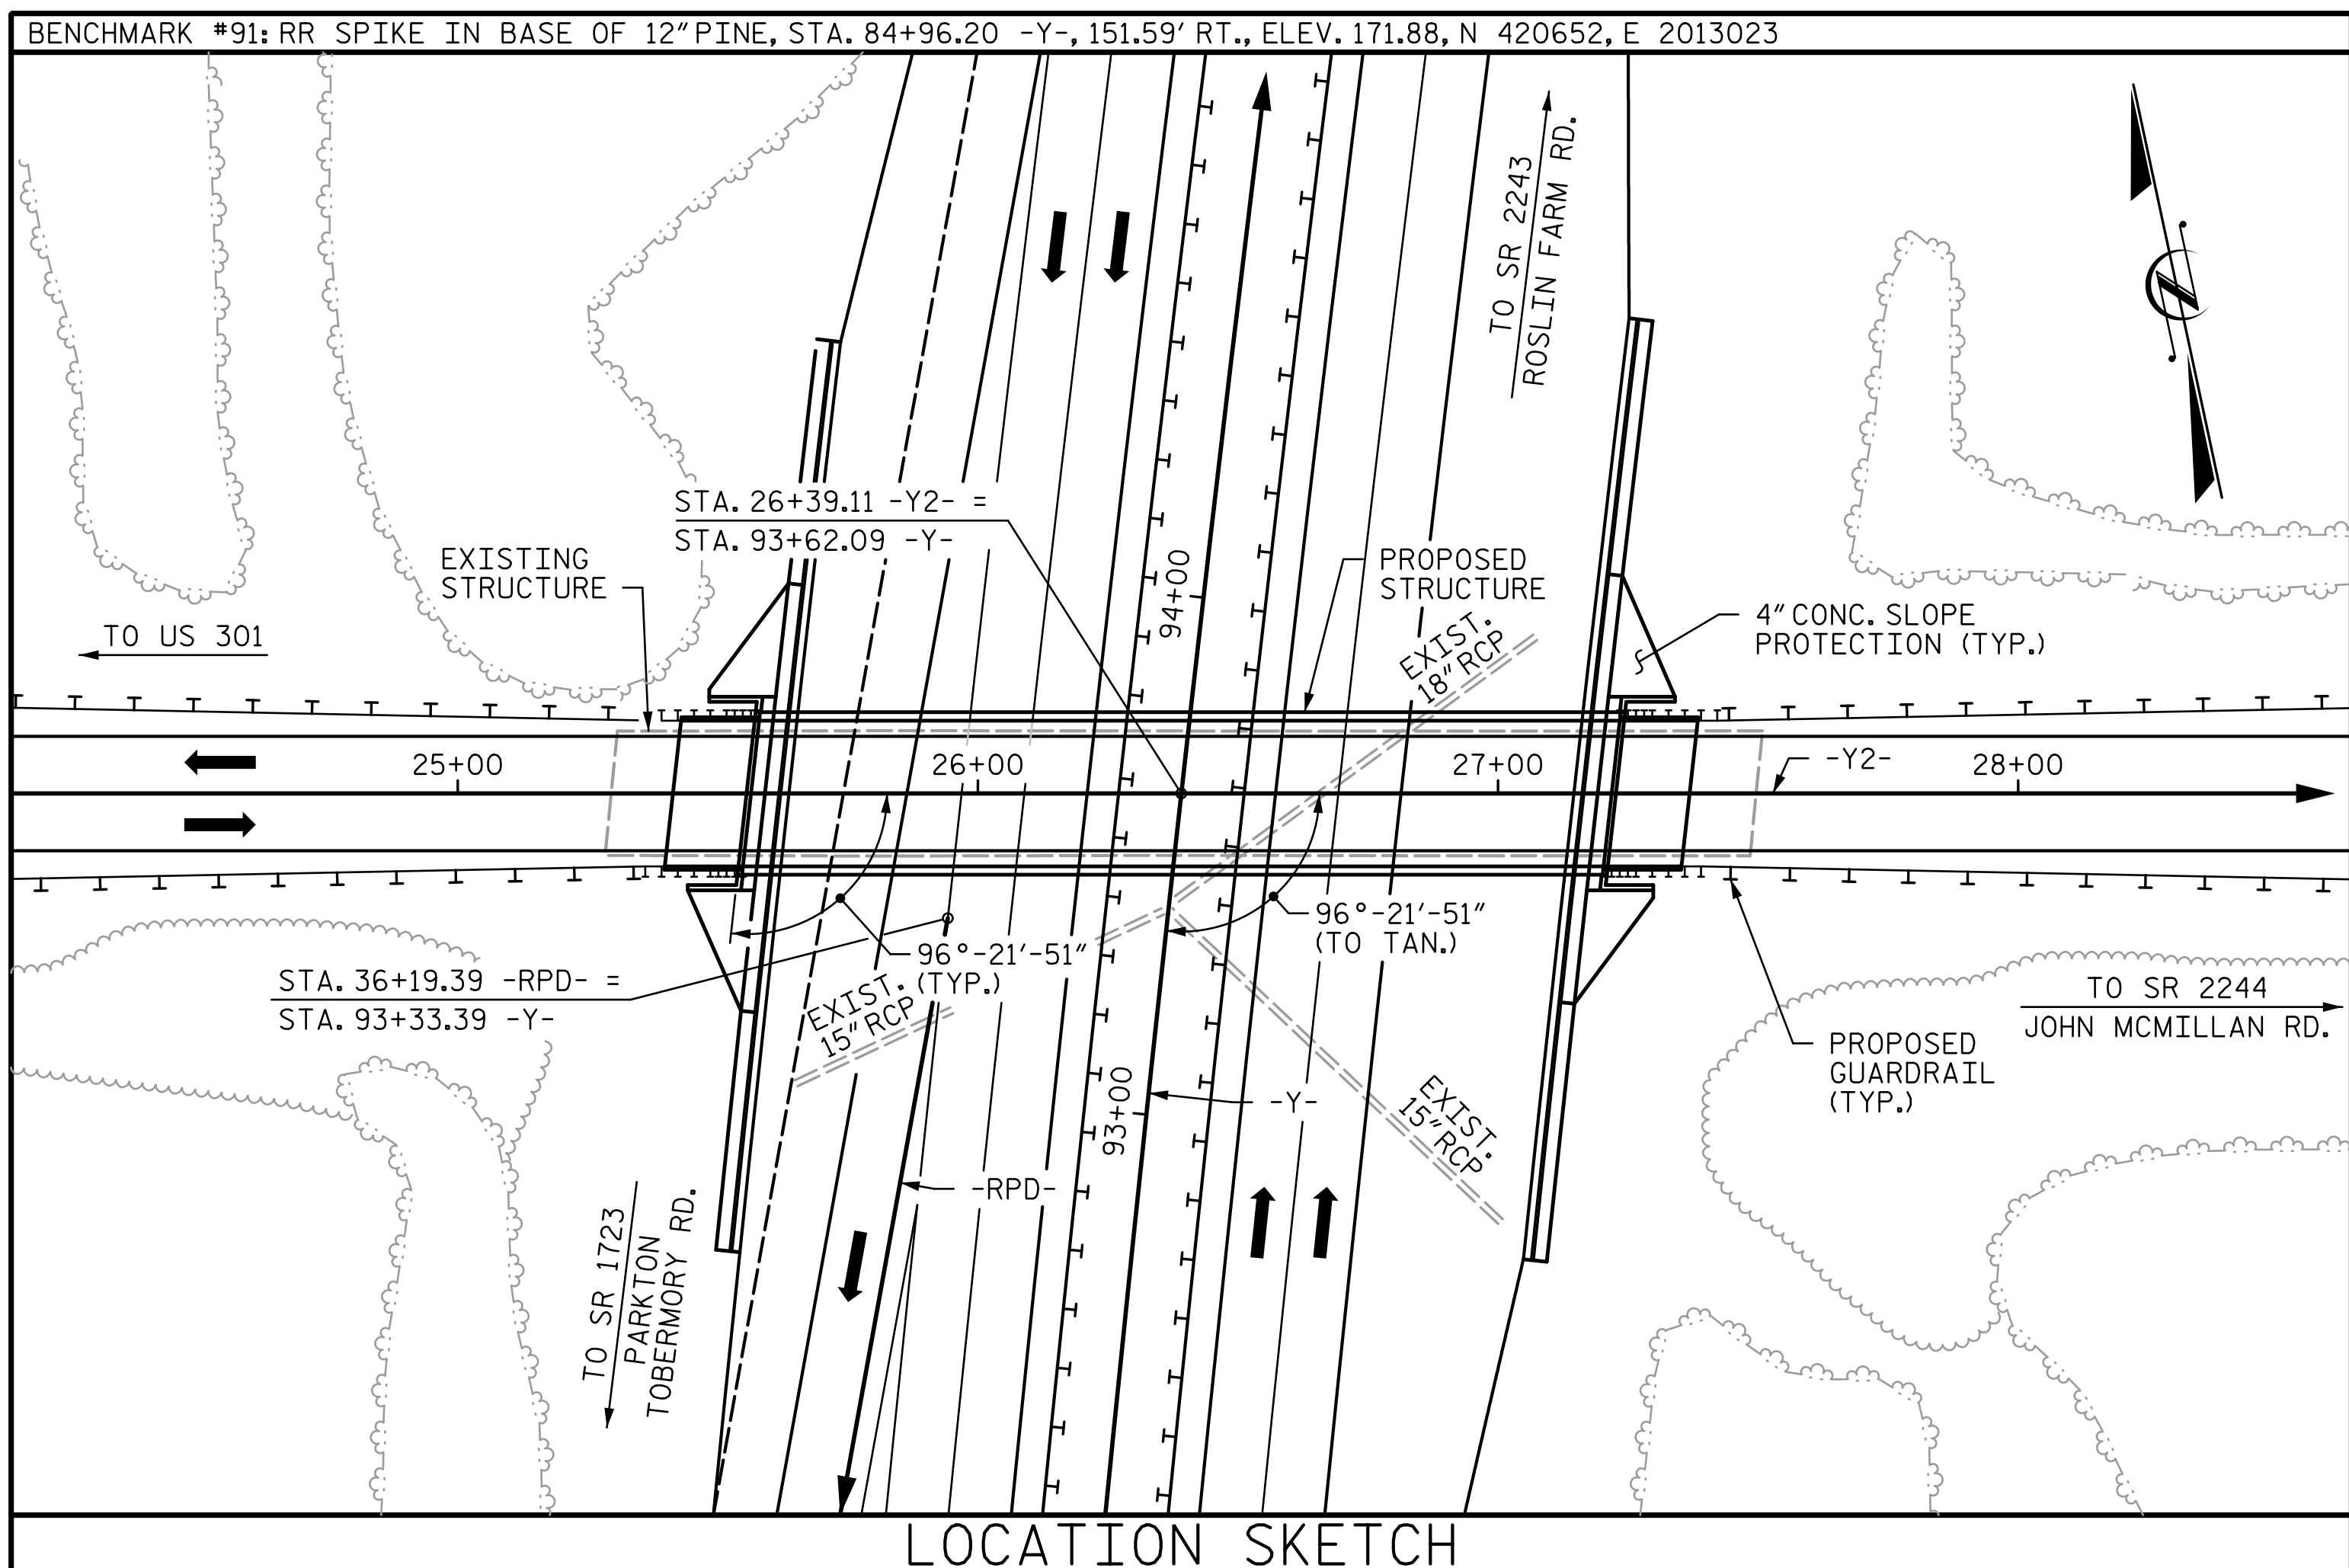 BENCHMARK #91: RR SPIKE IN BASE OF 12" PINE, STA. 84+96.20 -Y-, 151.59' RT., ELEV. 171.88, N 420652, E 2013023
TO SR 2243
ROSLIN FARM RD.
N
STA. 26+39.11 -Y2- =
STA. 93+62.09 -Y-
EXISTING
STRUCTURE
PROPOSED
STRUCTURE
94+00
EXIST.
18" RCP
4" CONC. SLOPE
PROTECTION (TYP.)
TO US 301
25+00
26+00
27+00
-Y2-
28+00
96°-21'-51"
(TO TAN.)
96°-21'-51"
(TYP.)
STA. 36+19.39 -RPD- =
STA. 93+33.39 -Y-
EXIST.
15" RCP
TO SR 2244
JOHN MCMILLAN RD.
PROPOSED
GUARDRAIL
(TYP.)
93+00
-Y-
EXIST.
15" RCP
-RPD-
TO SR 1723
PARKTON
TOBERMORY RD.
LOCATION SKETCH